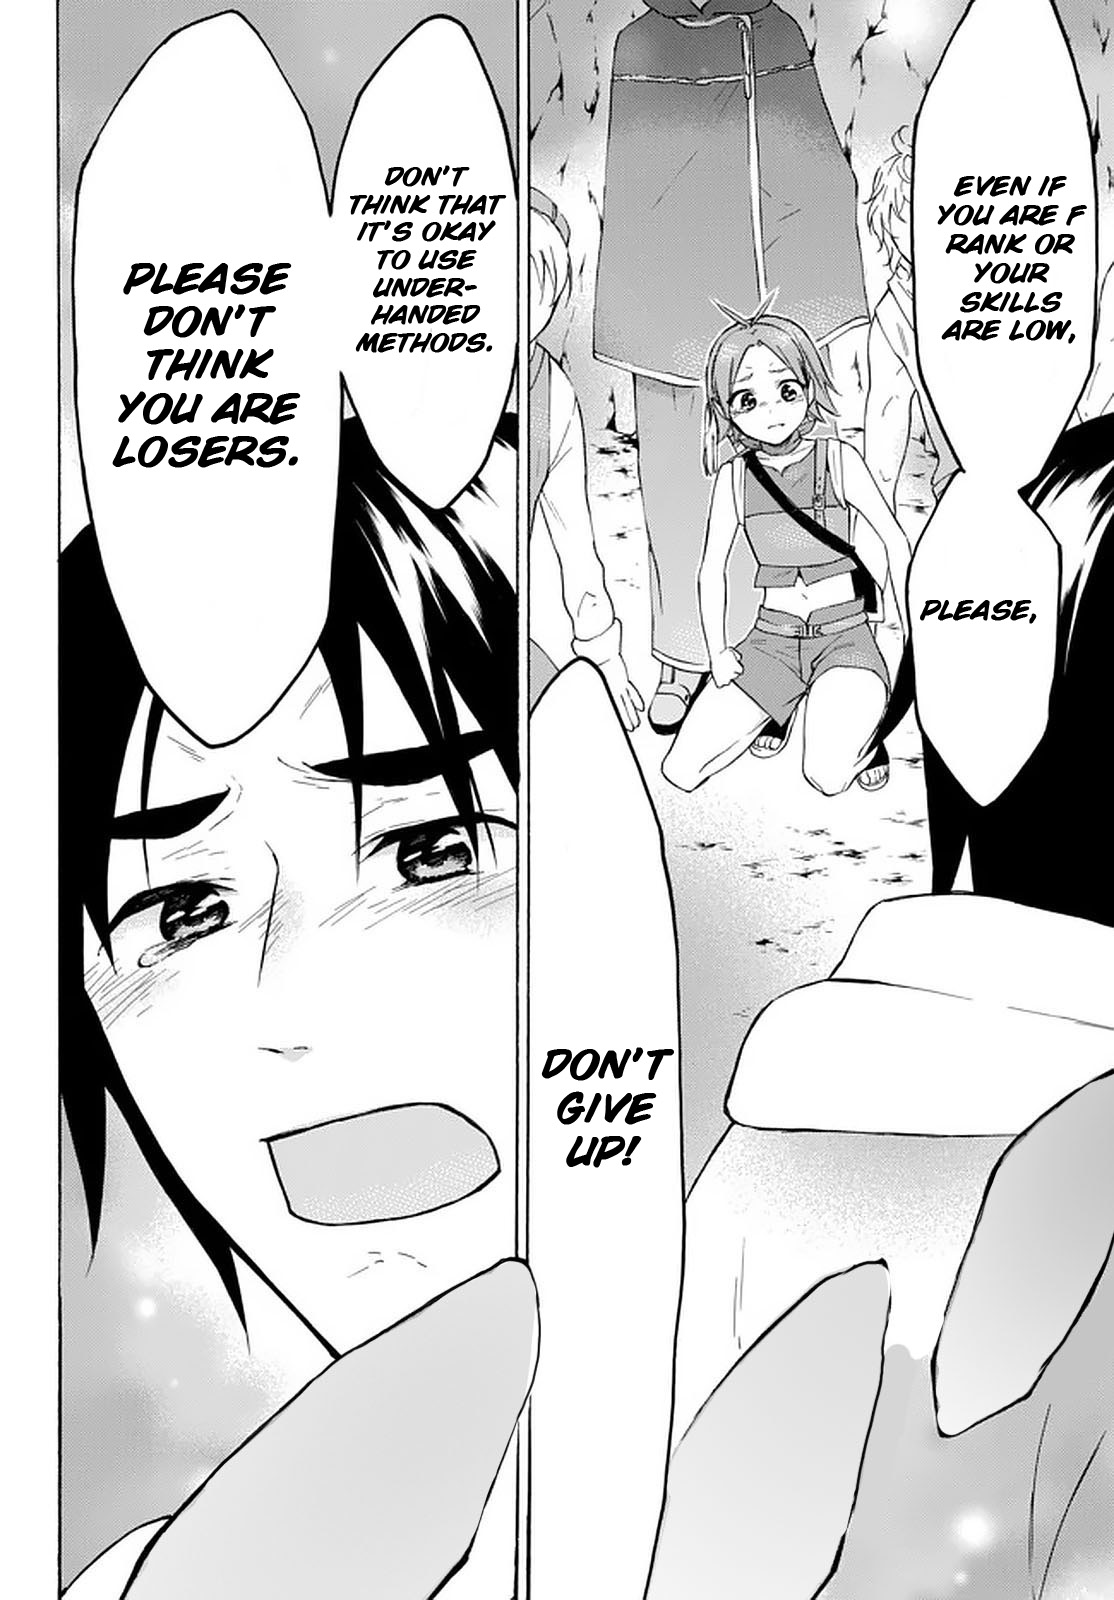 EVEN IF
YOU ARE F
RANK OR
YOUR
SKILLS
ARE LOW,
PLEASE,
DON'T
GIVE
UP!
DON'T
THINK THAT
IT'S OKAY
TO USE
UNDER-
HANDED
METHODS.
PLEASE
DON'T
THINK
YOU ARE
LOSERS.